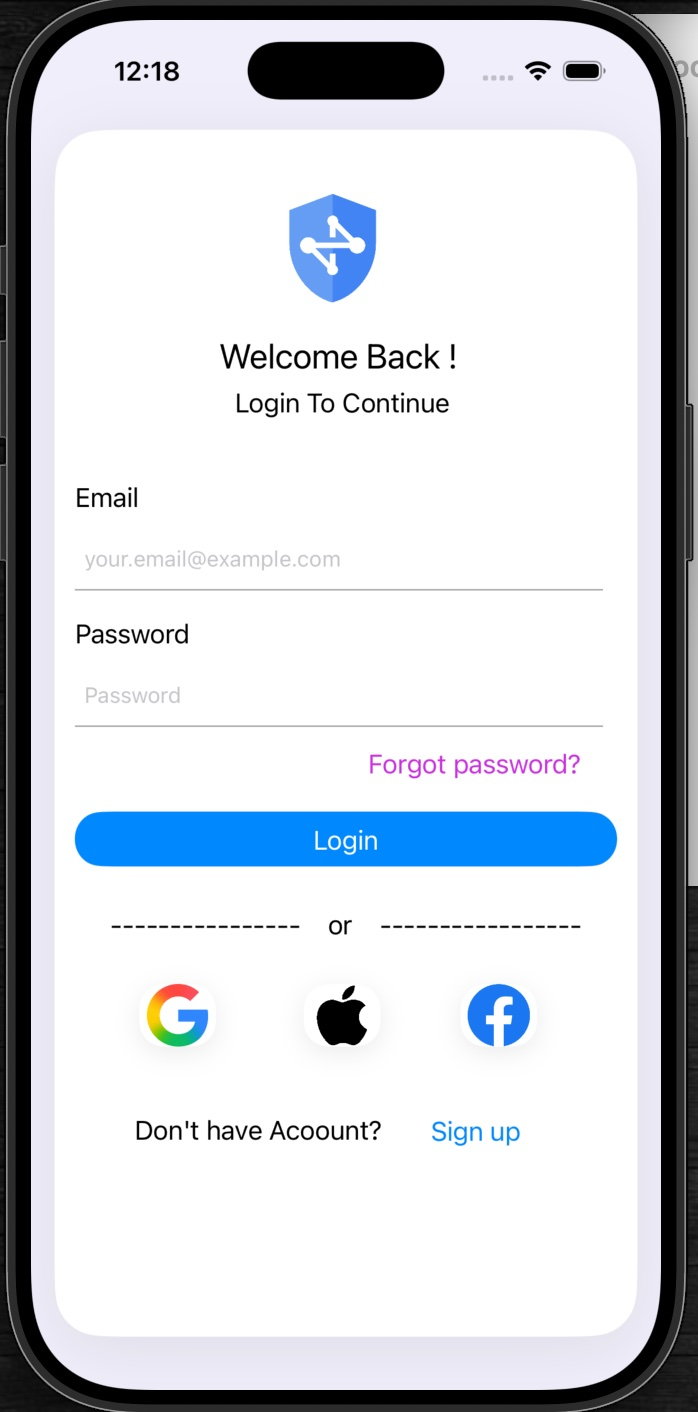 12:18
Welcome Back !
Login To Continue
Email
your.email@example.com
Password
Password
Forgot password?
Login
---------------- or -----------------
Don't have Acoount? Sign up